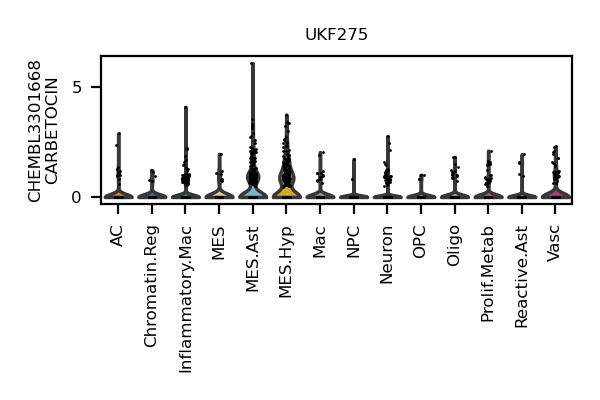 UKF275
CHEMBL3301668
CARBETOCIN
5
0
AC
Chromatin.Reg
Inflammatory.Mac
MES
MES.Ast
MES.Hyp
Mac
NPC
Neuron
OPC
Oligo
Prolif.Metab
Reactive.Ast
Vasc